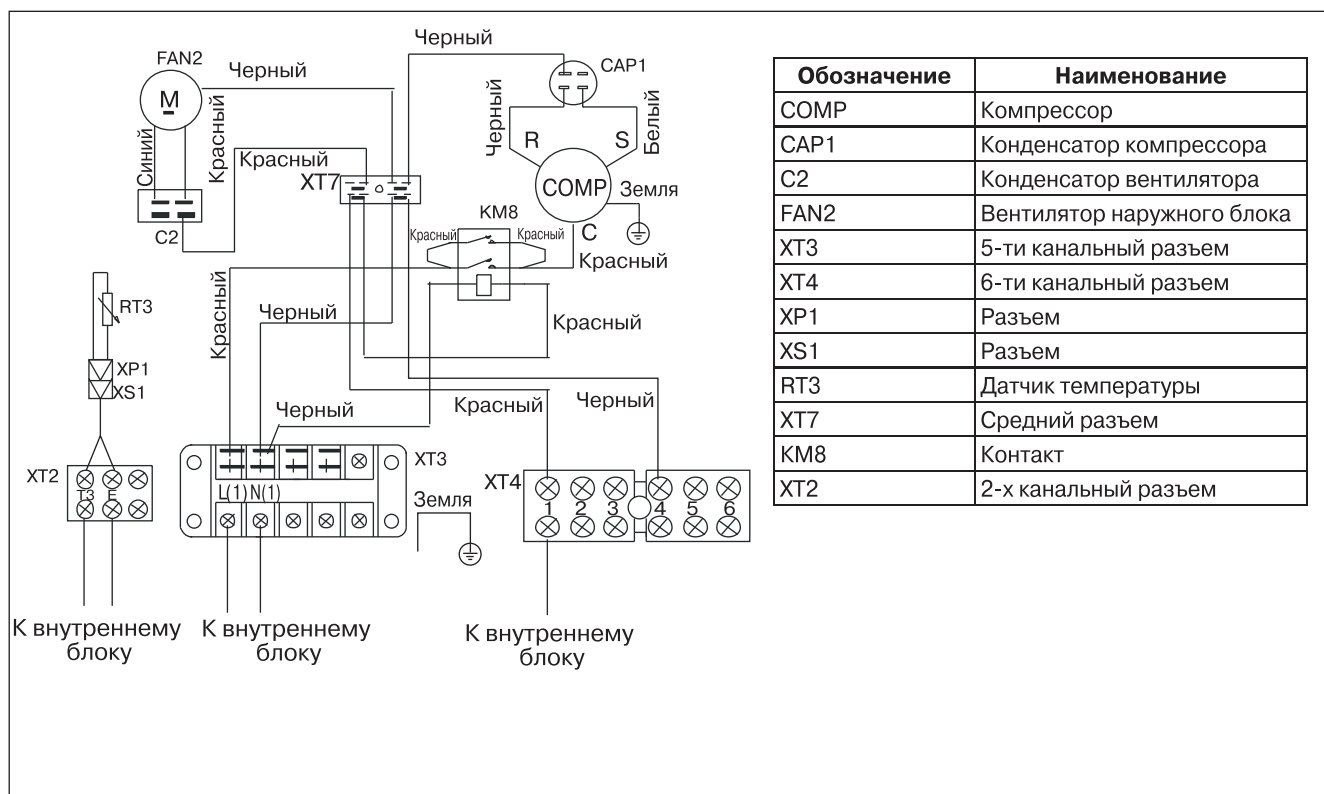 Черный
FAN2
Черный
CAP1
M
Красный
Синий
Черный
R
S
Белый
Красный
XT7
COMP
Земля
KM8
C2
Красный
Красный
C
Красный
Красный
RT3
Черный
Красный
XP1
XS1
Черный
Красный
Черный
XT2
T3 E
XT3
L(1) N(1)
Земля
XT4
1 2 3 4 5 6
К внутреннему
блоку
К внутреннему
блоку
К внутреннему
блоку
Обозначение Наименование
COMP Компрессор
CAP1 Конденсатор компрессора
C2 Конденсатор вентилятора
FAN2 Вентилятор наружного блока
XT3 5-ти канальный разъем
XT4 6-ти канальный разъем
XP1 Разъем
XS1 Разъем
RT3 Датчик температуры
XT7 Средний разъем
KM8 Контакт
XT2 2-х канальный разъем